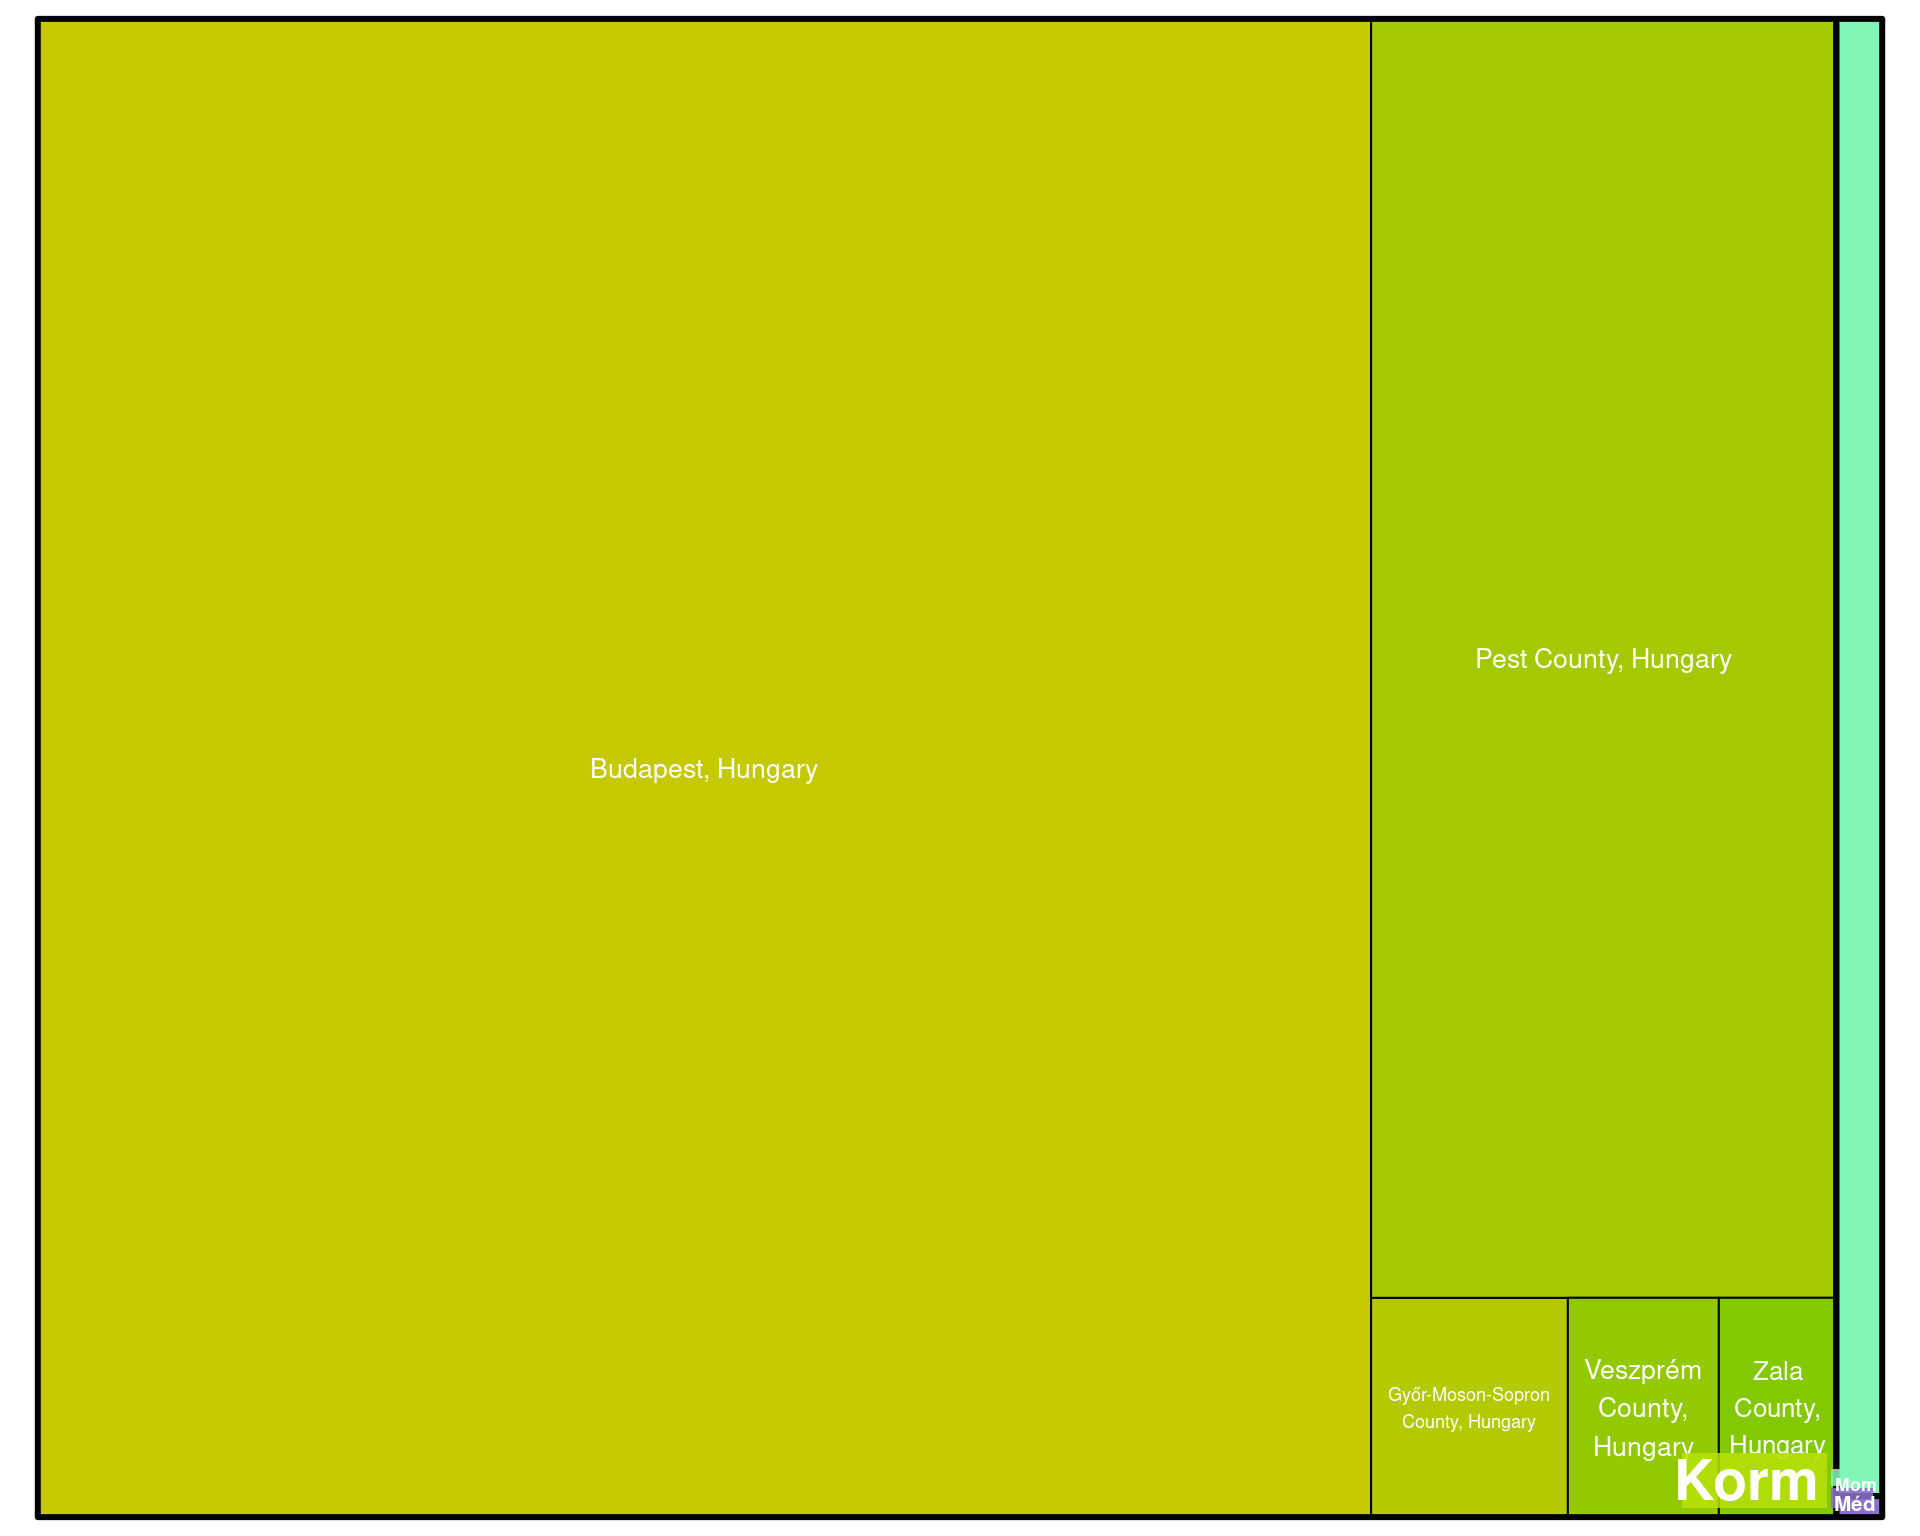 Budapest, Hungary
Pest County, Hungary
Győr-Moson-Sopron
County, Hungary
Veszprém
County,
Hungary
Zala
County,
Hungary
Korm
Mom
Méd